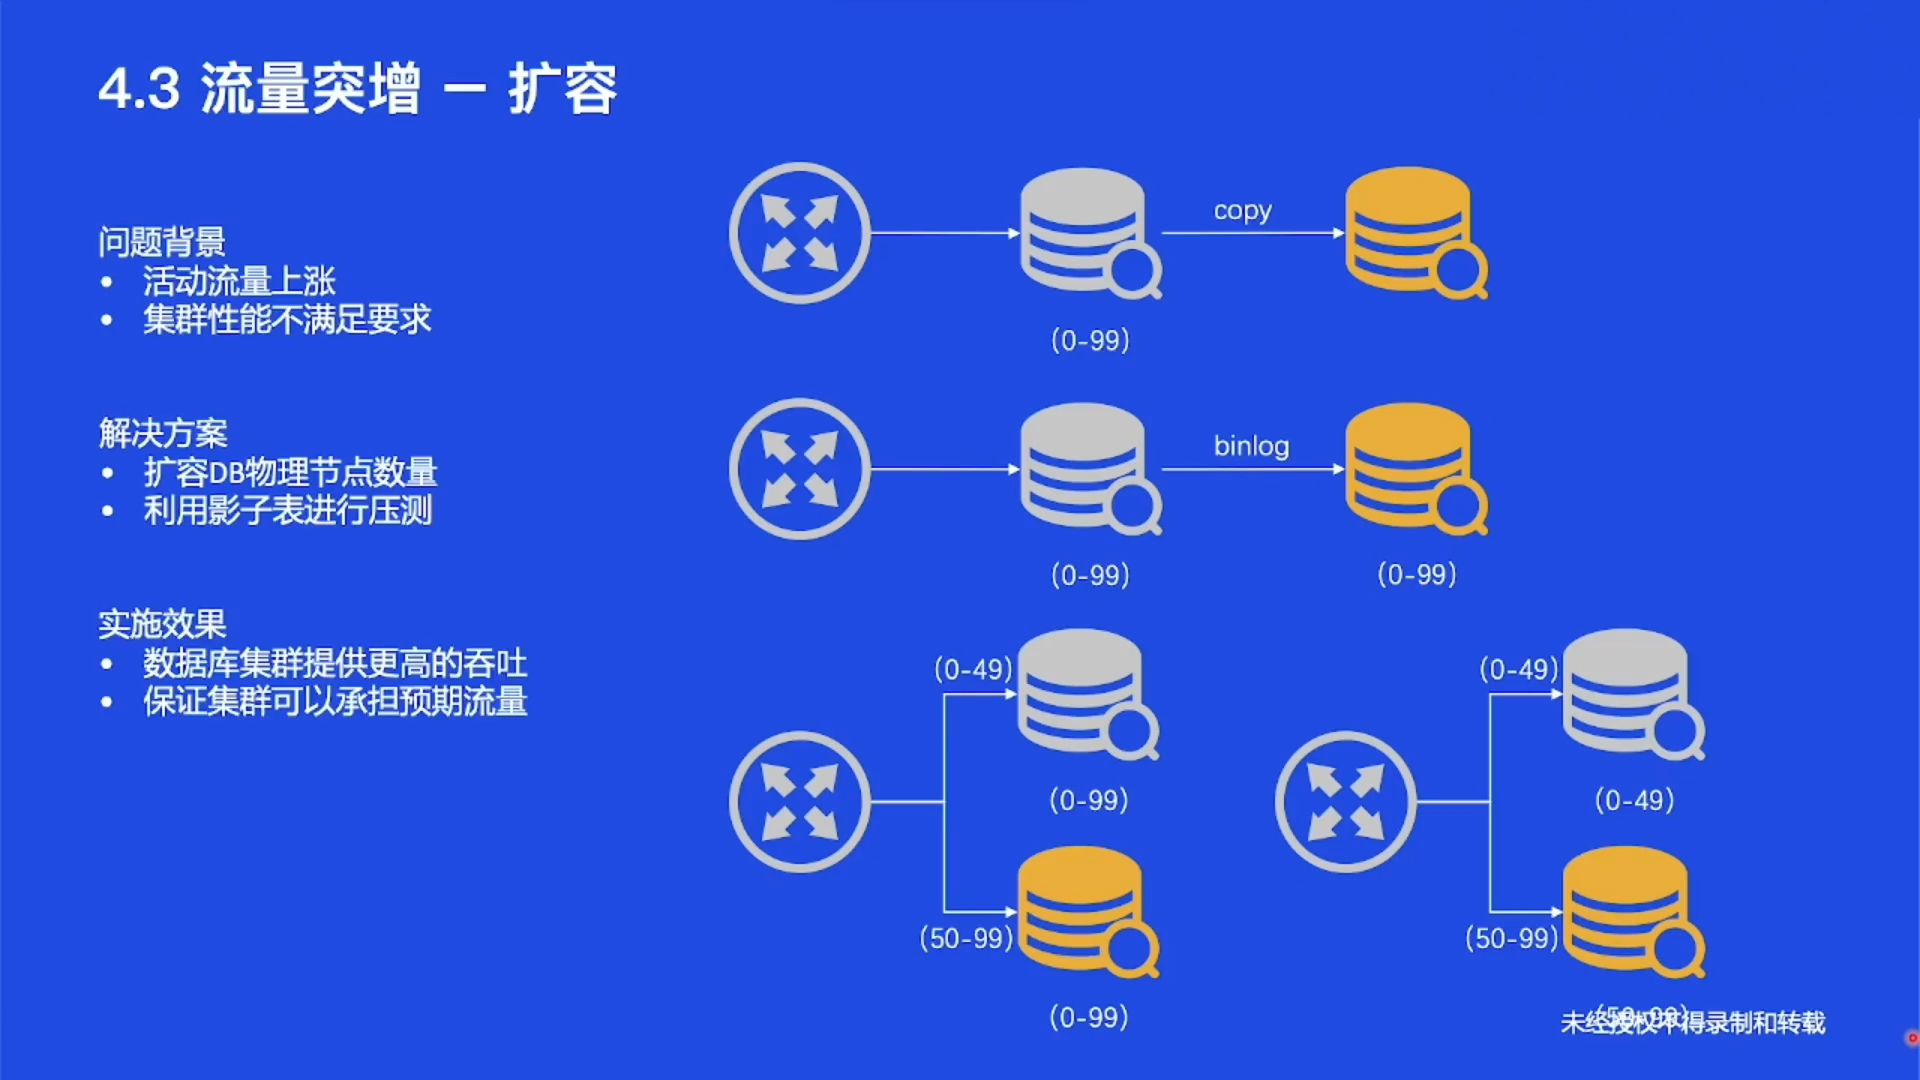 4.3 流量突增 — 扩容
问题背景
• 活动流量上涨
• 集群性能不满足要求
解决方案
• 扩容DB物理节点数量
• 利用影子表进行压测
实施效果
• 数据库集群提供更高的吞吐
• 保证集群可以承担预期流量
copy
(0-99)
binlog
(0-99)
(0-99)
(0-49)
(0-99)
(50-99)
(0-99)
(0-49)
(0-49)
(50-99)
(50-99)
未经授权不得录制和转载